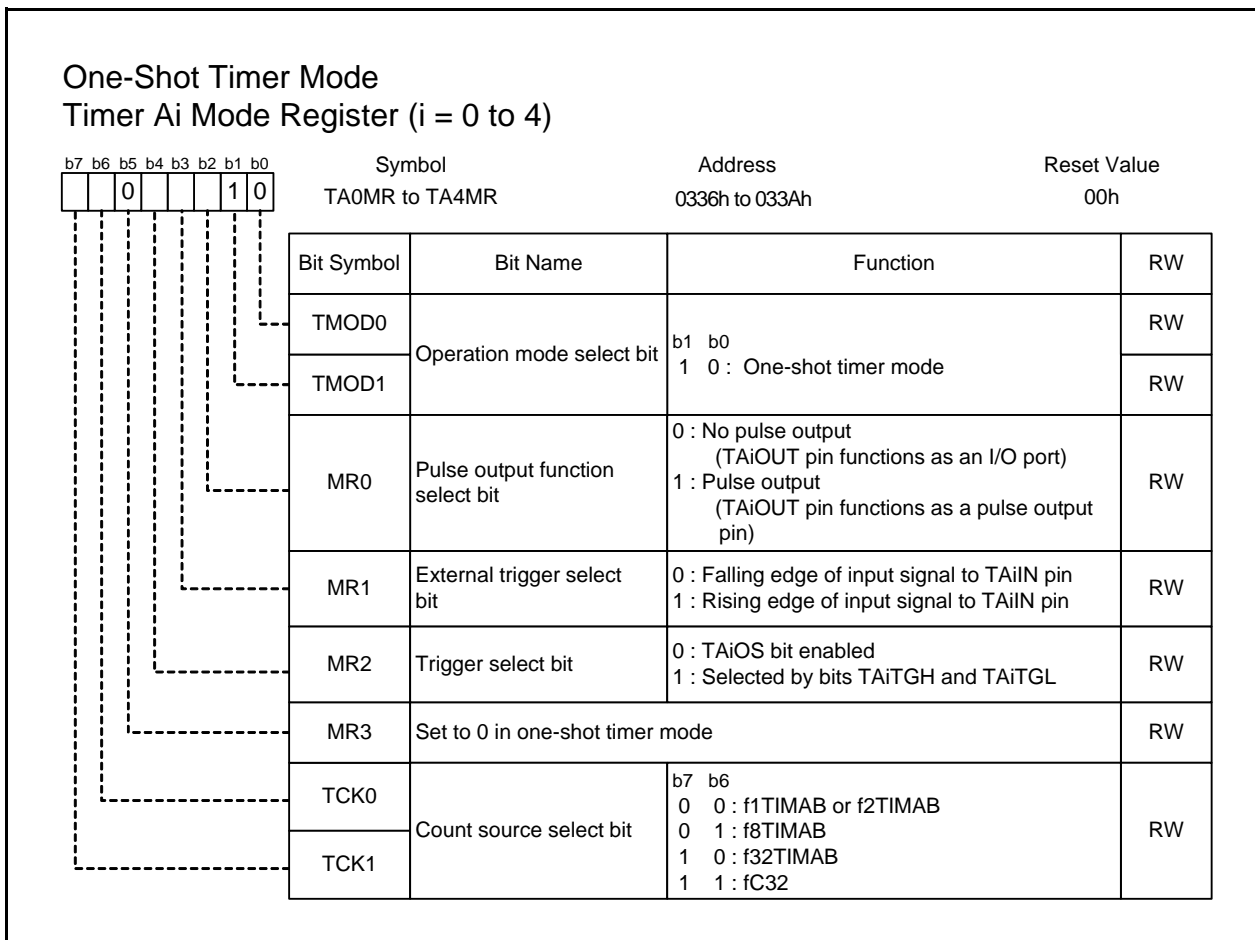 One-Shot Timer Mode
Timer Ai Mode Register (i = 0 to 4)
b7 b6 b5 b4 b3 b2 b1 b0
0 1 0
Symbol Address Reset Value
TA0MR to TA4MR 0336h to 033Ah 00h
Bit Symbol Bit Name Function RW
TMOD0 RW
Operation mode select bit
b1 b0
1 0 : One-shot timer mode
TMOD1 RW
MR0
Pulse output function
select bit
0 : No pulse output
(TAiOUT pin functions as an I/O port)
1 : Pulse output
(TAiOUT pin functions as a pulse output
pin)
RW
MR1
External trigger select
bit
0 : Falling edge of input signal to TAiIN pin
1 : Rising edge of input signal to TAiIN pin
RW
MR2
Trigger select bit
0 : TAiOS bit enabled
1 : Selected by bits TAiTGH and TAiTGL
RW
MR3 Set to 0 in one-shot timer mode RW
TCK0
TCK1
Count source select bit
b7 b6
0 0 : f1TIMAB or f2TIMAB
0 1 : f8TIMAB
1 0 : f32TIMAB
1 1 : fC32
RW